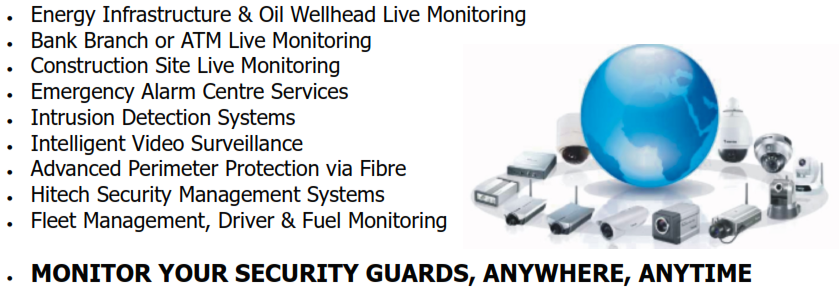 • Energy Infrastructure & Oil Wellhead Live Monitoring
• Bank Branch or ATM Live Monitoring
• Construction Site Live Monitoring
• Emergency Alarm Centre Services
• Intrusion Detection Systems
• Intelligent Video Surveillance
• Advanced Perimeter Protection via Fibre
• Hitech Security Management Systems
• Fleet Management, Driver & Fuel Monitoring
• MONITOR YOUR SECURITY GUARDS, ANYWHERE, ANYTIME